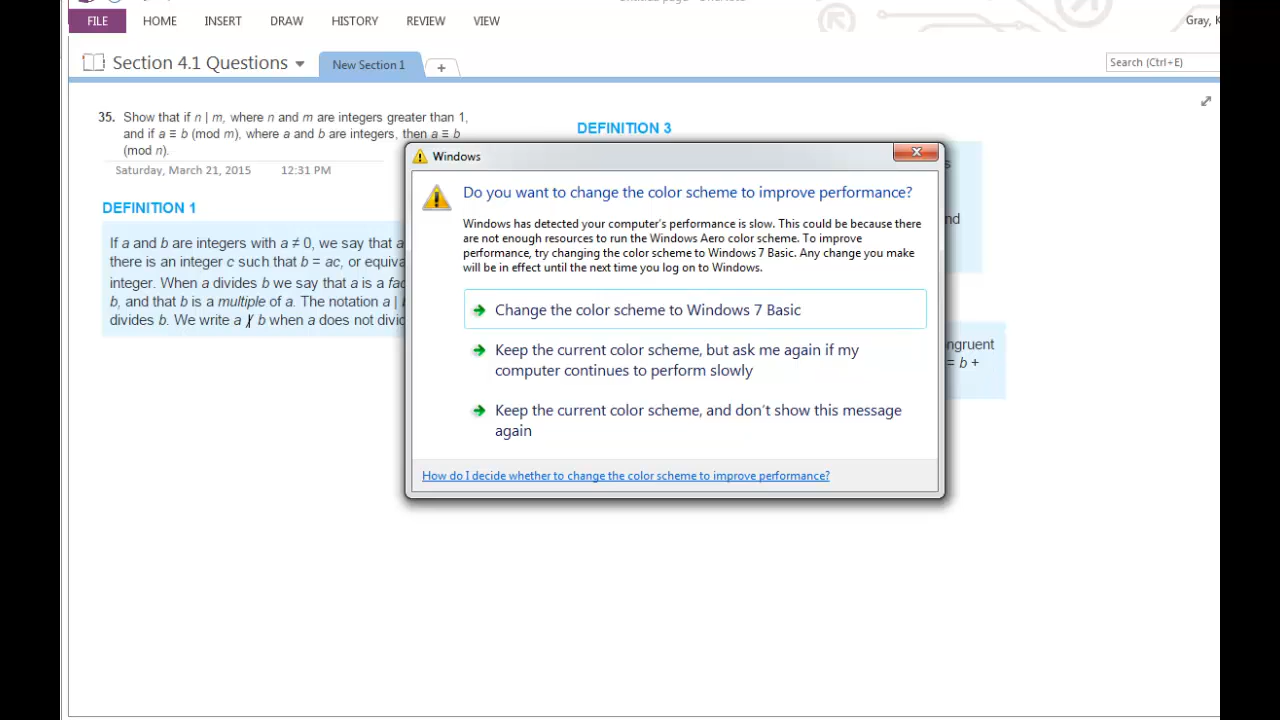 FILE HOME INSERT DRAW HISTORY REVIEW VIEW Gray,
Section 4.1 Questions New Section 1 + Search (Ctrl+E)
35. Show that if n | m, where n and m are integers greater than 1,
and if a ≡ b (mod m), where a and b are integers, then a ≡ b
(mod n).
Saturday, March 21, 2015 12:31 PM
DEFINITION 1
If a and b are integers with a ≠ 0, we say that a
there is an integer c such that b = ac, or
integer. When a divides b we say that a is a
b, and that b is a multiple of a. The notation a |
divides b. We write a ∤ b when a does not
DEFINITION 3
= b +
Windows
Do you want to change the color scheme to improve performance?
Windows has detected your computer's performance is slow. This could be because there
are not enough resources to run the Windows Aero color scheme. To improve
performance, try changing the color scheme to Windows 7 Basic. Any change you make
will be in effect until the next time you log on to Windows.
Change the color scheme to Windows 7 Basic
Keep the current color scheme, but ask me again if my
computer continues to perform slowly
Keep the current color scheme, and don't show this message
again
How do I decide whether to change the color scheme to improve performance?